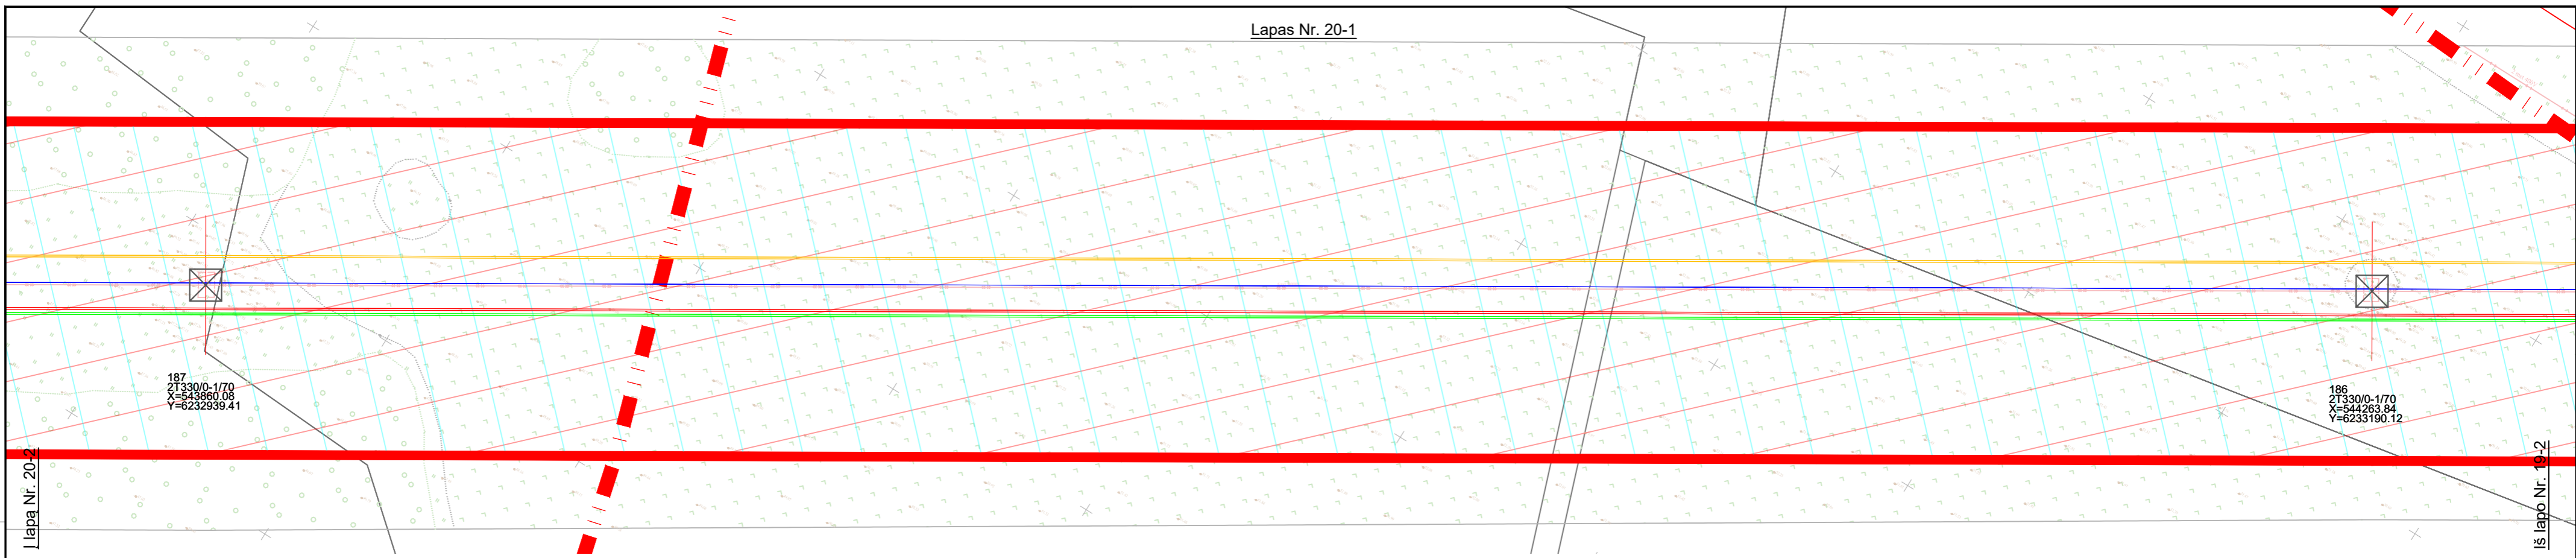 Lapas Nr. 20-1
187
2T330/0-1/70
X=543860.08
Y=6232939.41
186
2T330/0-1/70
X=544263.84
Y=6233190.12
Į lapą Nr. 20-2
Iš lapo Nr. 19-2